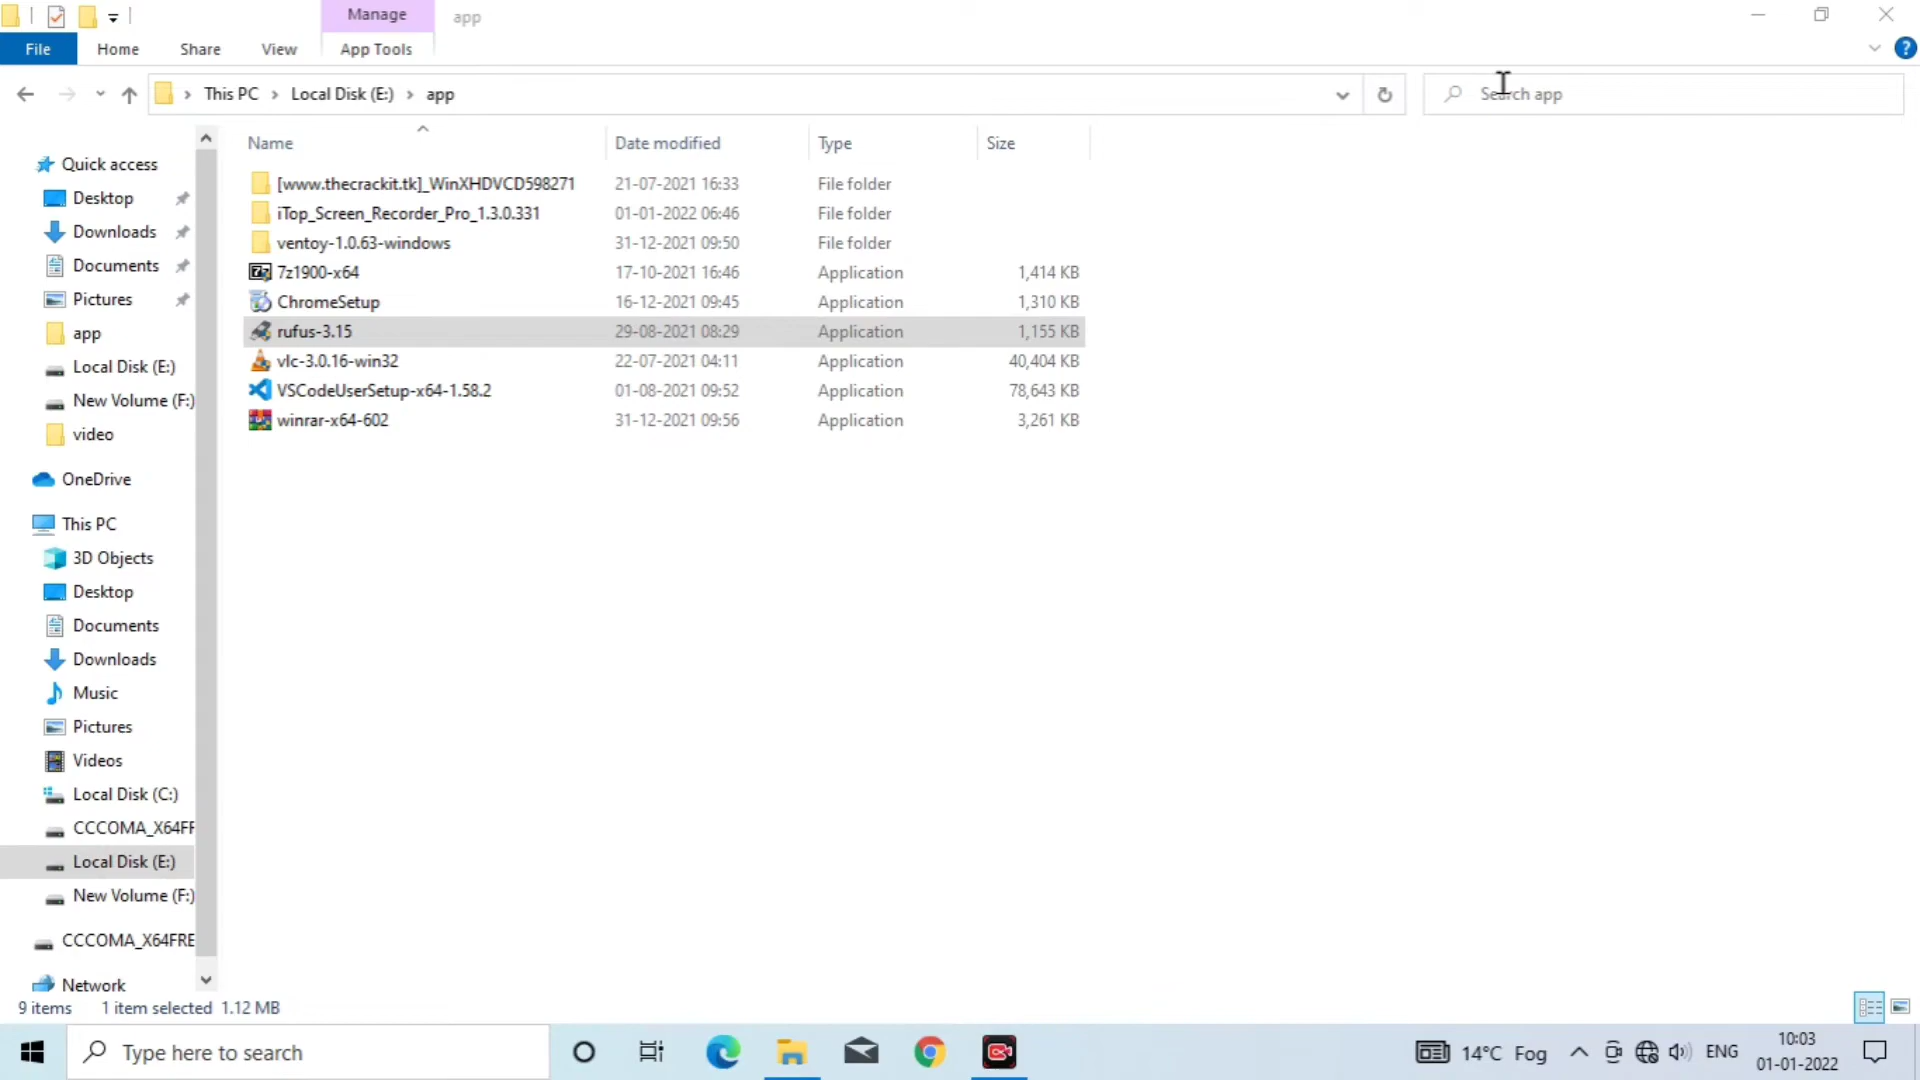 Manage
app
File
Home
Share
View
App Tools
This PC > Local Disk (E:) > app
Search app
Name
Date modified
Type
Size
[www.thecrackit.tk]_WinXHDVCD598271 21-07-2021 16:33 File folder
iTop_Screen_Recorder_Pro_1.3.0.331 01-01-2022 06:46 File folder
ventoy-1.0.63-windows 31-12-2021 09:50 File folder
7z1900-x64 17-10-2021 16:46 Application 1,414 KB
ChromeSetup 16-12-2021 09:45 Application 1,310 KB
rufus-3.15 29-08-2021 08:29 Application 1,155 KB
vlc-3.0.16-win32 22-07-2021 04:11 Application 40,404 KB
VSCodeUserSetup-x64-1.58.2 01-08-2021 09:52 Application 78,643 KB
winrar-x64-602 31-12-2021 09:56 Application 3,261 KB
Quick access
Desktop
Downloads
Documents
Pictures
app
Local Disk (E:)
New Volume (F:)
video
OneDrive
This PC
3D Objects
Desktop
Documents
Downloads
Music
Pictures
Videos
Local Disk (C:)
CCCOMA_X64FR
Local Disk (E:)
New Volume (F:)
CCCOMA_X64FRE
Network
9 items 1 item selected 1.12 MB
Type here to search
14°C Fog
ENG
10:03
01-01-2022